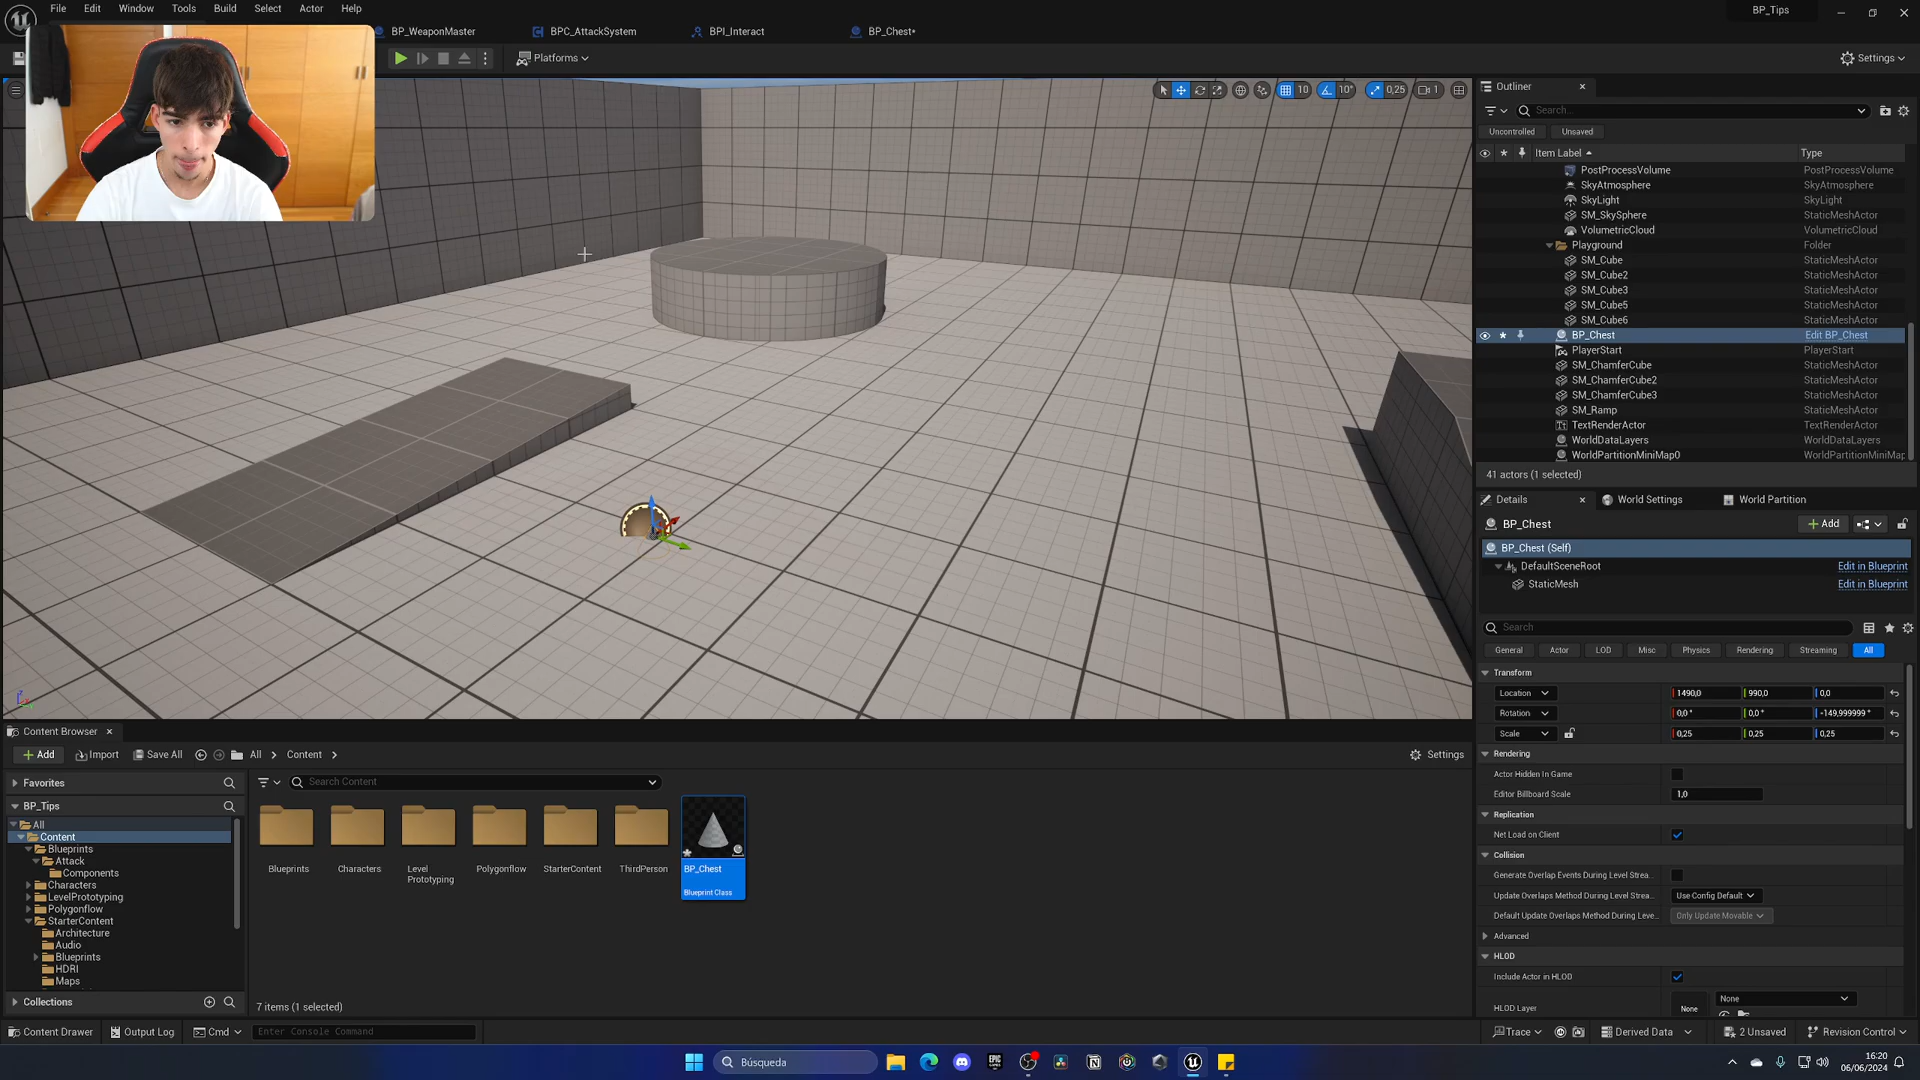 File Edit Window Tools Build Select Actor Help
BP_Tips
BP_WeaponMaster BPC_AttackSystem BPI_Interact BP_Chest*
Platforms
Settings
10 10° 0,25 1
Outliner
Search...
Uncontrolled Unsaved
Item Label Type
PostProcessVolume PostProcessVolume
SkyAtmosphere SkyAtmosphere
SkyLight SkyLight
SM_SkySphere StaticMeshActor
VolumetricCloud VolumetricCloud
Playground Folder
SM_Cube StaticMeshActor
SM_Cube2 StaticMeshActor
SM_Cube3 StaticMeshActor
SM_Cube5 StaticMeshActor
SM_Cube6 StaticMeshActor
BP_Chest Edit BP_Chest
PlayerStart PlayerStart
SM_ChamferCube StaticMeshActor
SM_ChamferCube2 StaticMeshActor
SM_ChamferCube3 StaticMeshActor
SM_Ramp StaticMeshActor
TextRenderActor TextRenderActor
WorldDataLayers WorldDataLayers
WorldPartitionMiniMap0 WorldPartitionMiniMap
41 actors (1 selected)
Details World Settings World Partition
BP_Chest
Add
BP_Chest (Self)
DefaultSceneRoot Edit in Blueprint
StaticMesh Edit in Blueprint
Search
General Actor LOD Misc Physics Rendering Streaming All
Transform
Location 1490,0 990,0 0,0
Rotation 0,0 ° 0,0 ° -149,999999 °
Scale 0,25 0,25 0,25
Rendering
Actor Hidden In Game
Editor Billboard Scale 1,0
Replication
Net Load on Client
Collision
Generate Overlap Events During Level Strea...
Update Overlaps Method During Level Strea... Use Config Default
Default Update Overlaps Method During Leve... Only Update Movable
Advanced
HLOD
Include Actor in HLOD
HLOD Layer None None
Content Browser
Add Import Save All All Content Settings
Favorites
BP_Tips
All
Content
Blueprints
Attack
Components
Characters
LevelPrototyping
Polygonflow
StarterContent
Architecture
Audio
Blueprints
HDRI
Maps
Collections
Search Content
Blueprints Characters Level Prototyping Polygonflow StarterContent ThirdPerson BP_Chest
Blueprint Class
7 items (1 selected)
Content Drawer Output Log Cmd Enter Console Command
Trace Derived Data 2 Unsaved Revision Control
Búsqueda
16:20
06/06/2024